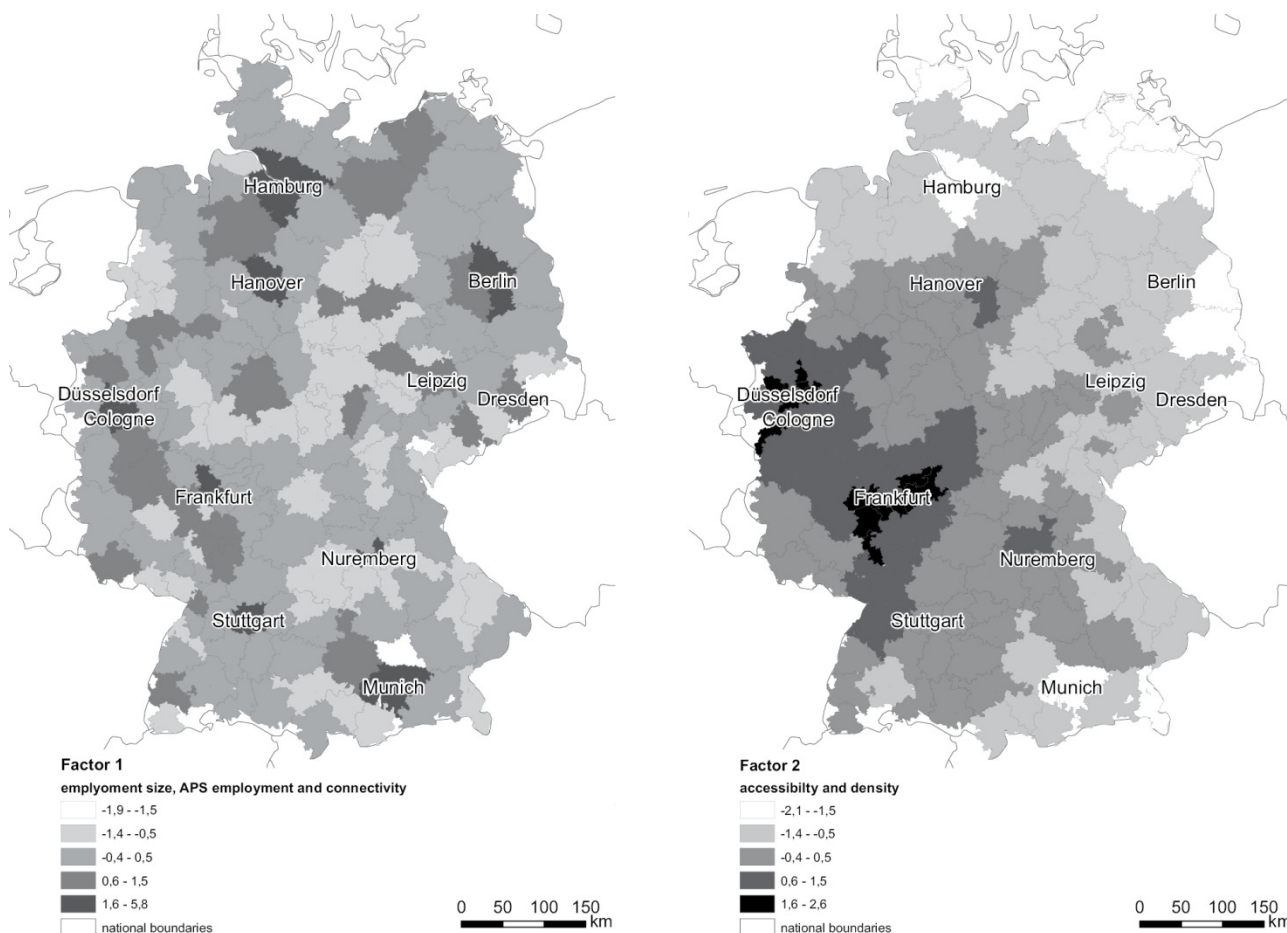 Hamburg
Hanover
Berlin
Düsselsdorf
Cologne
Leipzig
Dresden
Frankfurt
Nuremberg
Stuttgart
Munich
Factor 1
emplyoment size, APS employment and connectivity
-1,9 - -1,5
-1,4 - -0,5
-0,4 - 0,5
0,6 - 1,5
1,6 - 5,8
national boundaries
0 50 100 150
km
Hamburg
Hanover
Berlin
Düsselsdorf
Cologne
Leipzig
Dresden
Frankfurt
Nuremberg
Stuttgart
Munich
Factor 2
accessibilty and density
-2,1 - -1,5
-1,4 - -0,5
-0,4 - 0,5
0,6 - 1,5
1,6 - 2,6
national boundaries
0 50 100 150
km